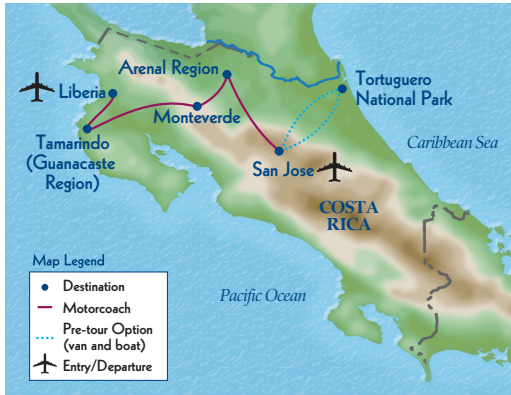 Arenal Region
Liberia
Tortuguero
National Park
Monteverde
Tamarindo
(Guanacaste
Region)
Caribbean Sea
San Jose
COSTA
RICA
Map Legend
Destination
Motorcoach
Pre-tour Option
(van and boat)
Entry/Departure
Pacific Ocean